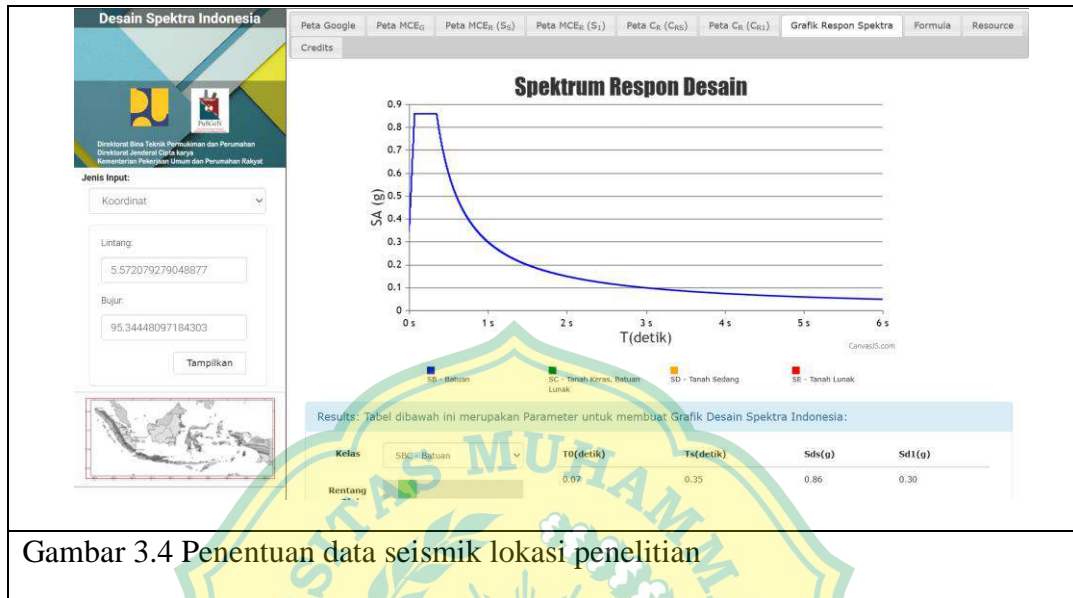 Desain Spektra Indonesia
PuSGeN
Direktorat Bina Teknik Permukiman dan Perumahan
Direktorat Jenderal Cipta karya
Kementerian Pekerjaan Umum dan Perumahan Rakyat
Jenis Input:
Koordinat
Lintang:
5.572079279048877
Bujur:
95.34448097184303
Tampilkan
Peta Google Peta MCEG Peta MCER (SS) Peta MCER (S1) Peta CR (CRS) Peta CR (CR1) Grafik Respon Spektra Formula Resource
Credits
Spektrum Respon Desain
0.9
0.8
0.7
0.6
0.5
0.4
0.3
0.2
0.1
0
SA (g)
0 s 1 s 2 s 3 s 4 s 5 s 6 s
T(detik)
CanvasJS.com
SB - Batuan
SC - Tanah Keras, Batuan Lunak
SD - Tanah Sedang
SE - Tanah Lunak
Results: Tabel dibawah ini merupakan Parameter untuk membuat Grafik Desain Spektra Indonesia:
Kelas SBC - Batuan T0(detik) Ts(detik) Sds(g) Sd1(g)
Rentang 0.07 0.35 0.86 0.30
Gambar 3.4 Penentuan data seismik lokasi penelitian
SITAS MUHAMM